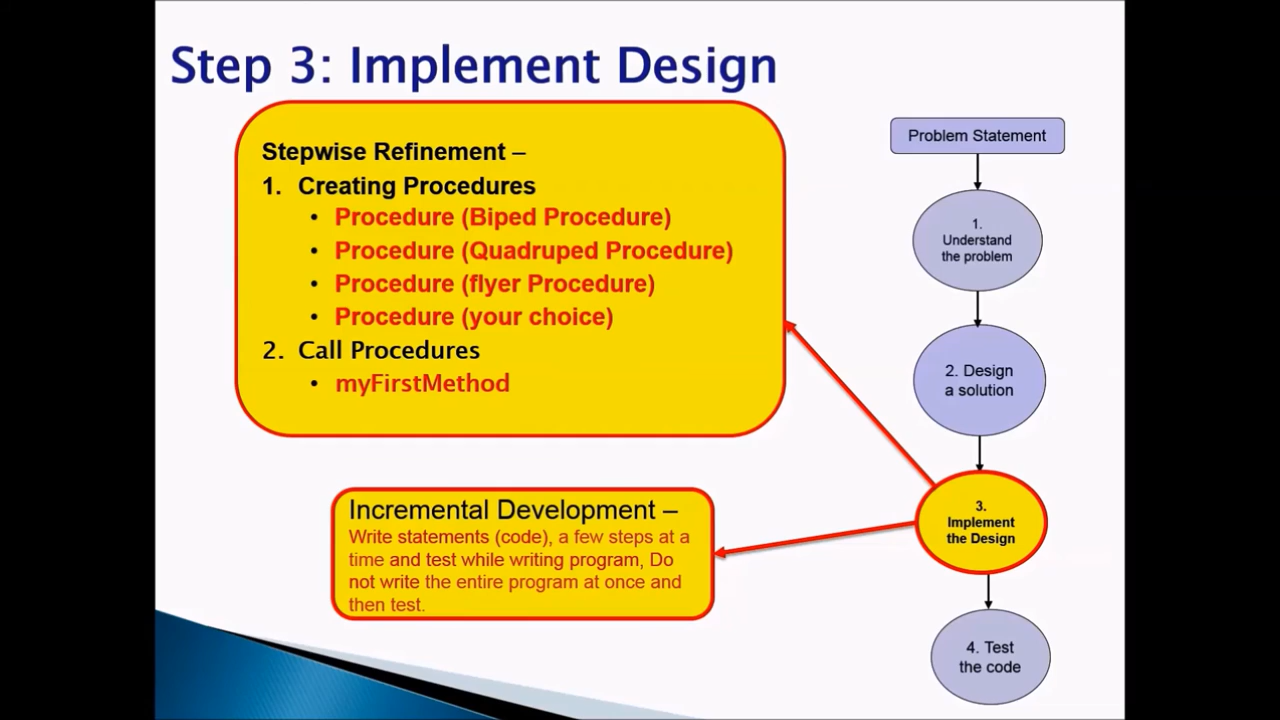 Step 3: Implement Design
Stepwise Refinement –
1. Creating Procedures
• Procedure (Biped Procedure)
• Procedure (Quadruped Procedure)
• Procedure (flyer Procedure)
• Procedure (your choice)
2. Call Procedures
• myFirstMethod
Incremental Development –
Write statements (code), a few steps at a
time and test while writing program, Do
not write the entire program at once and
then test.
Problem Statement
1.
Understand
the problem
2. Design
a solution
3.
Implement
the Design
4. Test
the code